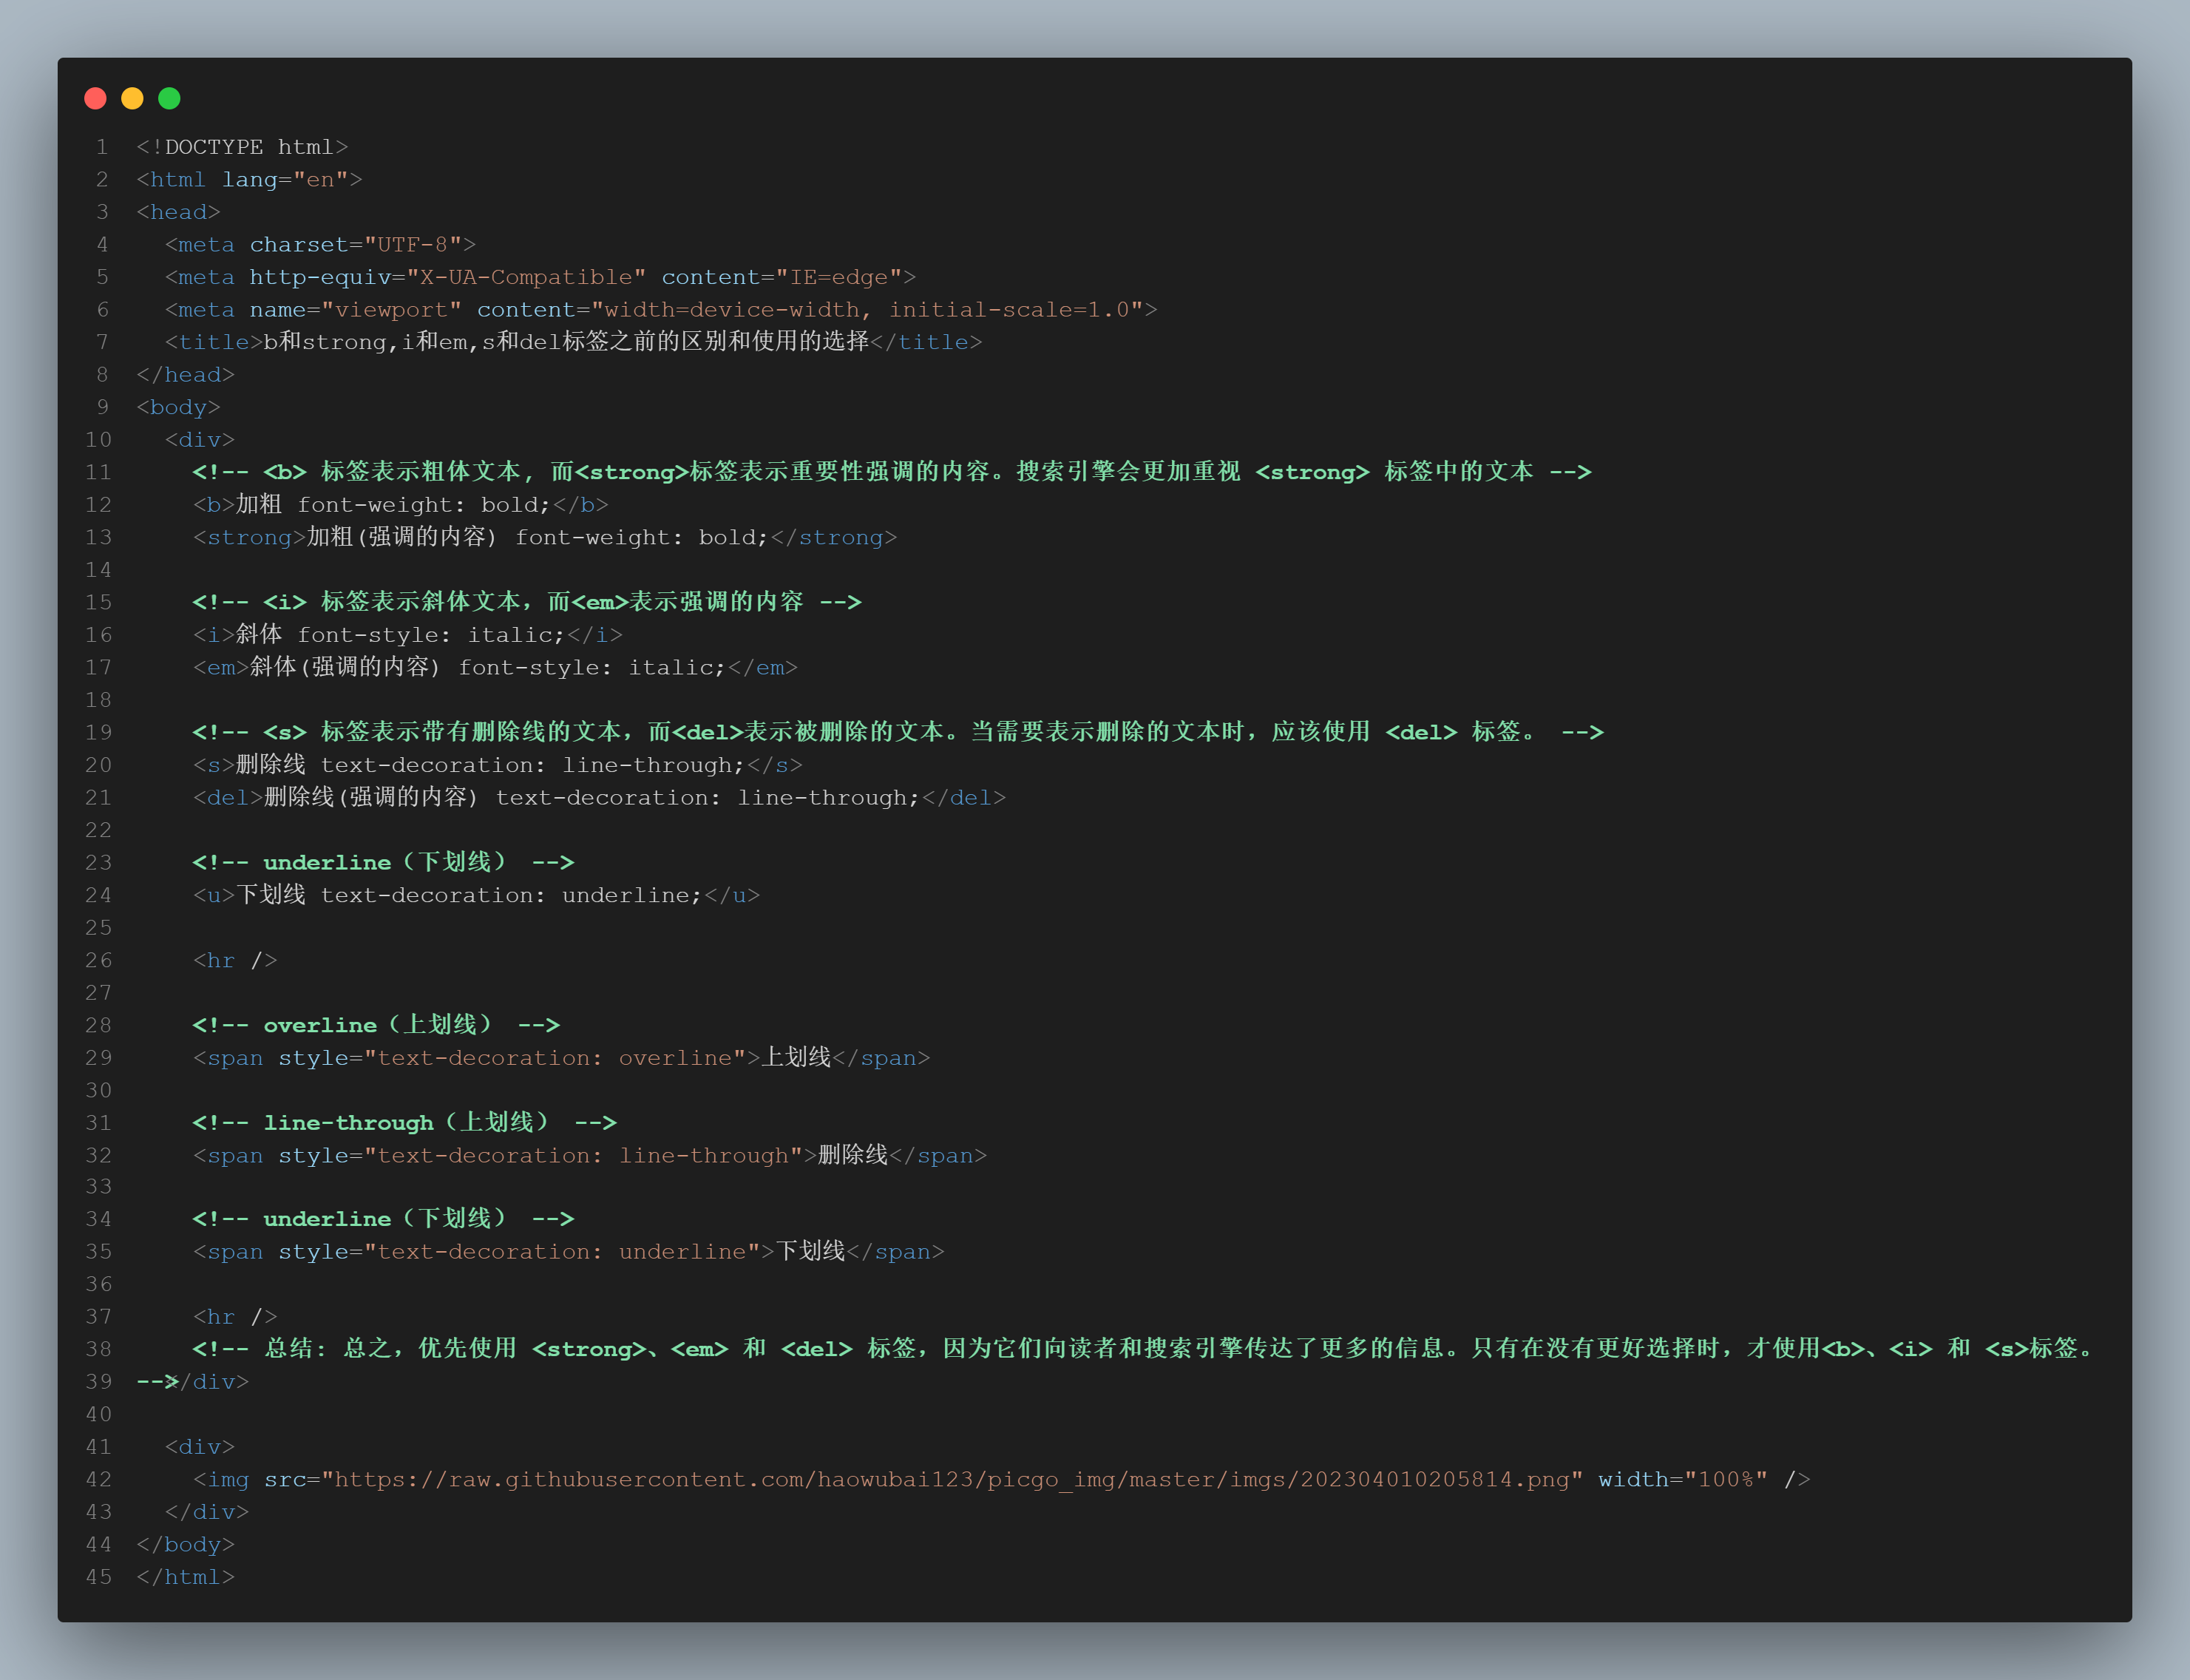 1 <!DOCTYPE html>
2 <html lang="en">
3 <head>
4   <meta charset="UTF-8">
5   <meta http-equiv="X-UA-Compatible" content="IE=edge">
6   <meta name="viewport" content="width=device-width, initial-scale=1.0">
7   <title>b和strong,i和em,s和del标签之前的区别和使用的选择</title>
8 </head>
9 <body>
10   <div>
11     <!-- <b> 标签表示粗体文本, 而<strong>标签表示重要性强调的内容。搜索引擎会更加重视 <strong> 标签中的文本 -->
12     <b>加粗 font-weight: bold;</b>
13     <strong>加粗(强调的内容) font-weight: bold;</strong>
14
15     <!-- <i> 标签表示斜体文本，而<em>表示强调的内容 -->
16     <i>斜体 font-style: italic;</i>
17     <em>斜体(强调的内容) font-style: italic;</em>
18
19     <!-- <s> 标签表示带有删除线的文本，而<del>表示被删除的文本。当需要表示删除的文本时，应该使用 <del> 标签。 -->
20     <s>删除线 text-decoration: line-through;</s>
21     <del>删除线(强调的内容) text-decoration: line-through;</del>
22
23     <!-- underline（下划线） -->
24     <u>下划线 text-decoration: underline;</u>
25
26     <hr />
27
28     <!-- overline（上划线） -->
29     <span style="text-decoration: overline">上划线</span>
30
31     <!-- line-through（上划线） -->
32     <span style="text-decoration: line-through">删除线</span>
33
34     <!-- underline（下划线） -->
35     <span style="text-decoration: underline">下划线</span>
36
37     <hr />
38     <!-- 总结: 总之，优先使用 <strong>、<em> 和 <del> 标签，因为它们向读者和搜索引擎传达了更多的信息。只有在没有更好选择时，才使用<b>、<i> 和 <s>标签。
39 --></div>
40
41   <div>
42     <img src="https://raw.githubusercontent.com/haowubai123/picgo_img/master/imgs/202304010205814.png" width="100%" />
43   </div>
44 </body>
45 </html>